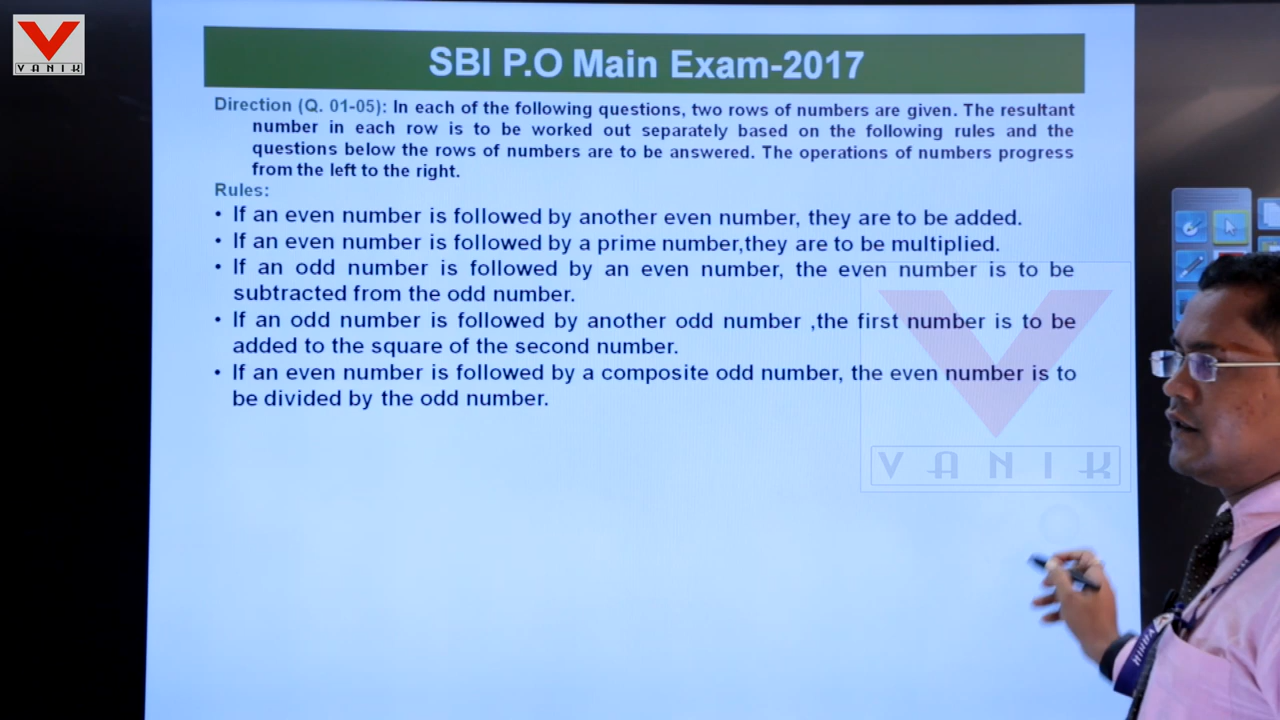 VANIK
SBI P.O Main Exam-2017
Direction (Q. 01-05): In each of the following questions, two rows of numbers are given. The resultant
number in each row is to be worked out separately based on the following rules and the
questions below the rows of numbers are to be answered. The operations of numbers progress
from the left to the right.
Rules:
• If an even number is followed by another even number, they are to be added.
• If an even number is followed by a prime number,they are to be multiplied.
• If an odd number is followed by an even number, the even number is to be
subtracted from the odd number.
• If an odd number is followed by another odd number ,the first number is to be
added to the square of the second number.
• If an even number is followed by a composite odd number, the even number is to
be divided by the odd number.
VANIK